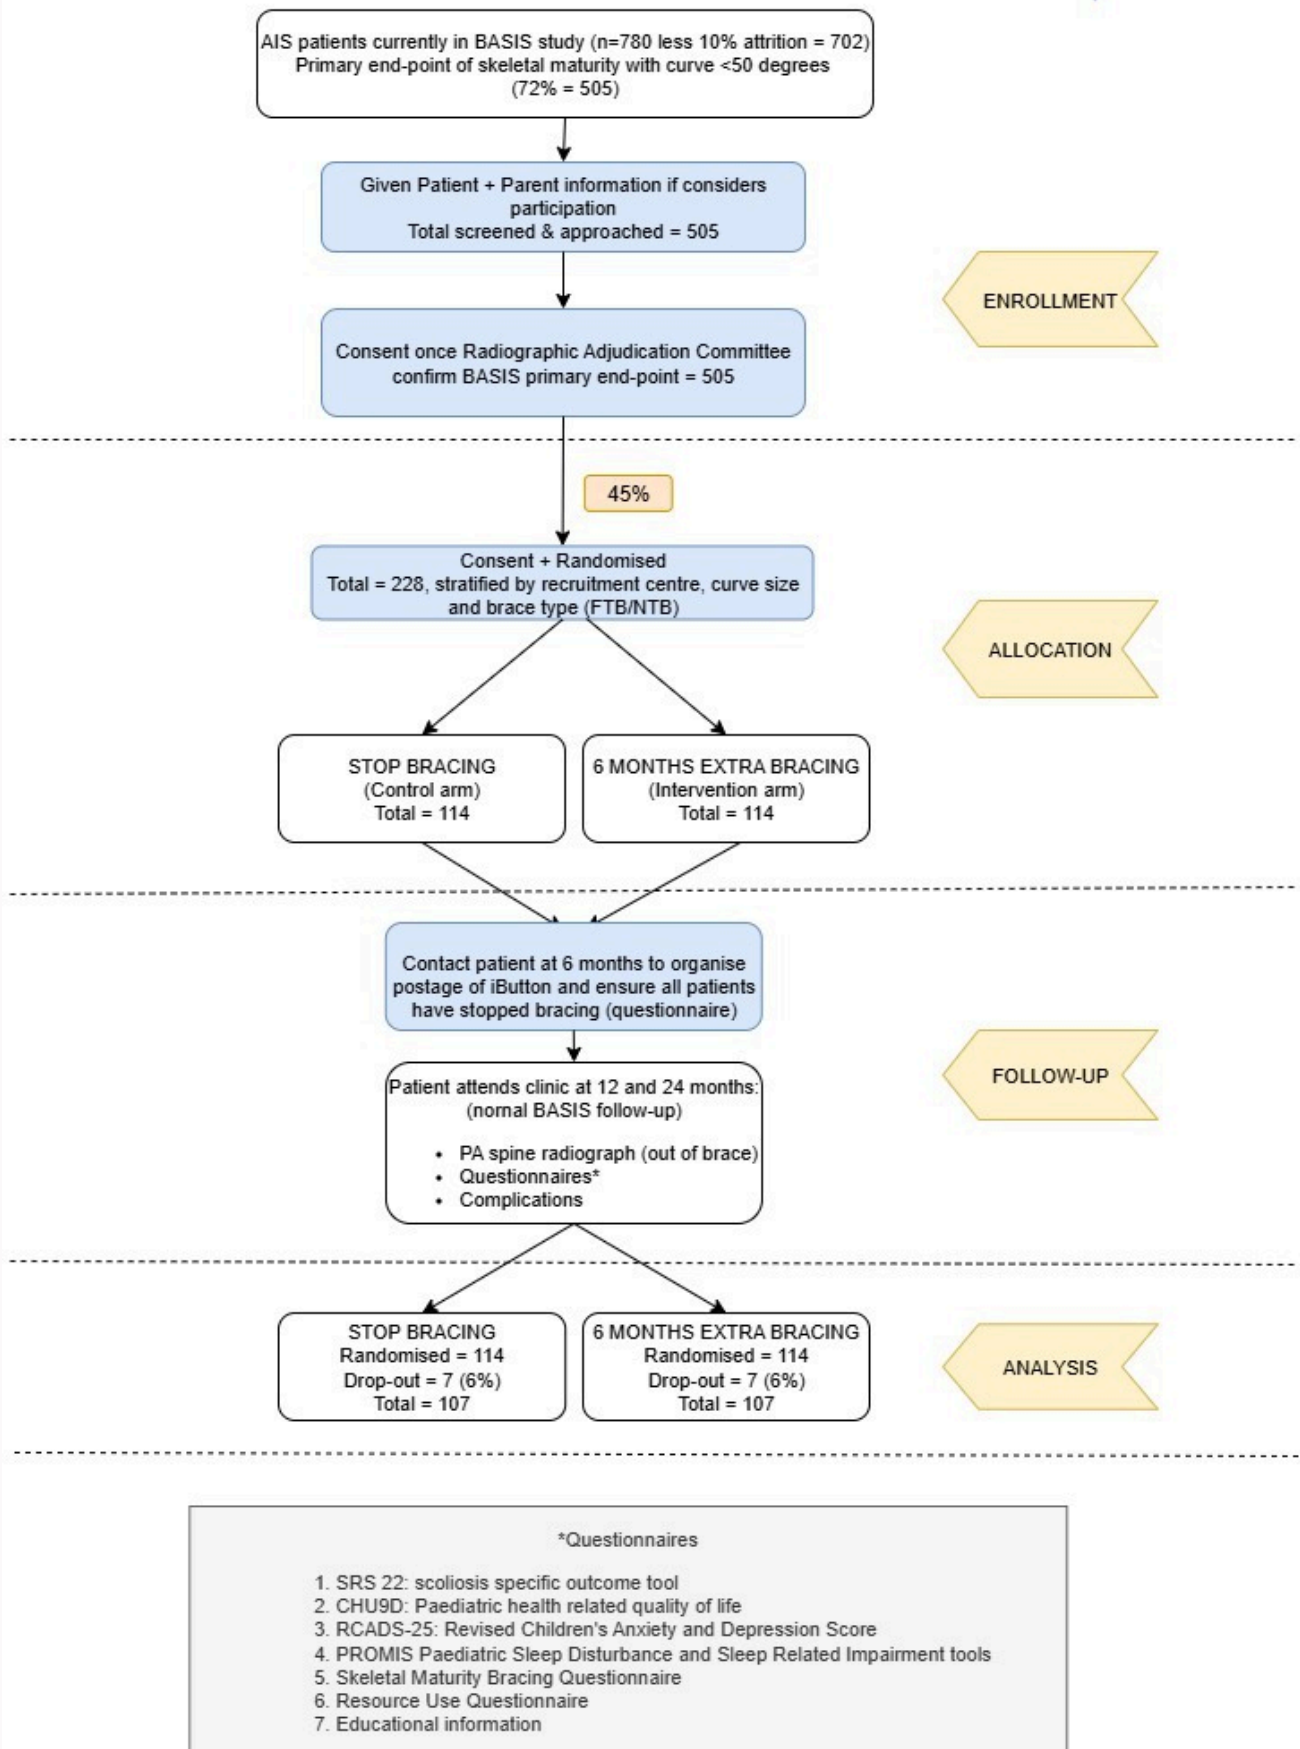 AIS patients currently in BASIS study (n=780 less 10% attrition = 702)
Primary end-point of skeletal maturity with curve <50 degrees
(72% = 505)
Given Patient + Parent information if considers
participation
Total screened & approached = 505
ENROLLMENT
Consent once Radiographic Adjudication Committee
confirm BASIS primary end-point = 505
45%
Consent + Randomised
Total = 228, stratified by recruitment centre, curve size
and brace type (FTB/NTB)
ALLOCATION
STOP BRACING
(Control arm)
Total = 114
6 MONTHS EXTRA BRACING
(Intervention arm)
Total = 114
Contact patient at 6 months to organise
postage of iButton and ensure all patients
have stopped bracing (questionnaire)
FOLLOW-UP
Patient attends clinic at 12 and 24 months:
(nornal BASIS follow-up)
• PA spine radiograph (out of brace)
• Questionnaires*
• Complications
STOP BRACING
Randomised = 114
Drop-out = 7 (6%)
Total = 107
6 MONTHS EXTRA BRACING
Randomised = 114
Drop-out = 7 (6%)
Total = 107
ANALYSIS
*Questionnaires
1. SRS 22: scoliosis specific outcome tool
2. CHU9D: Paediatric health related quality of life
3. RCADS-25: Revised Children's Anxiety and Depression Score
4. PROMIS Paediatric Sleep Disturbance and Sleep Related Impairment tools
5. Skeletal Maturity Bracing Questionnaire
6. Resource Use Questionnaire
7. Educational information